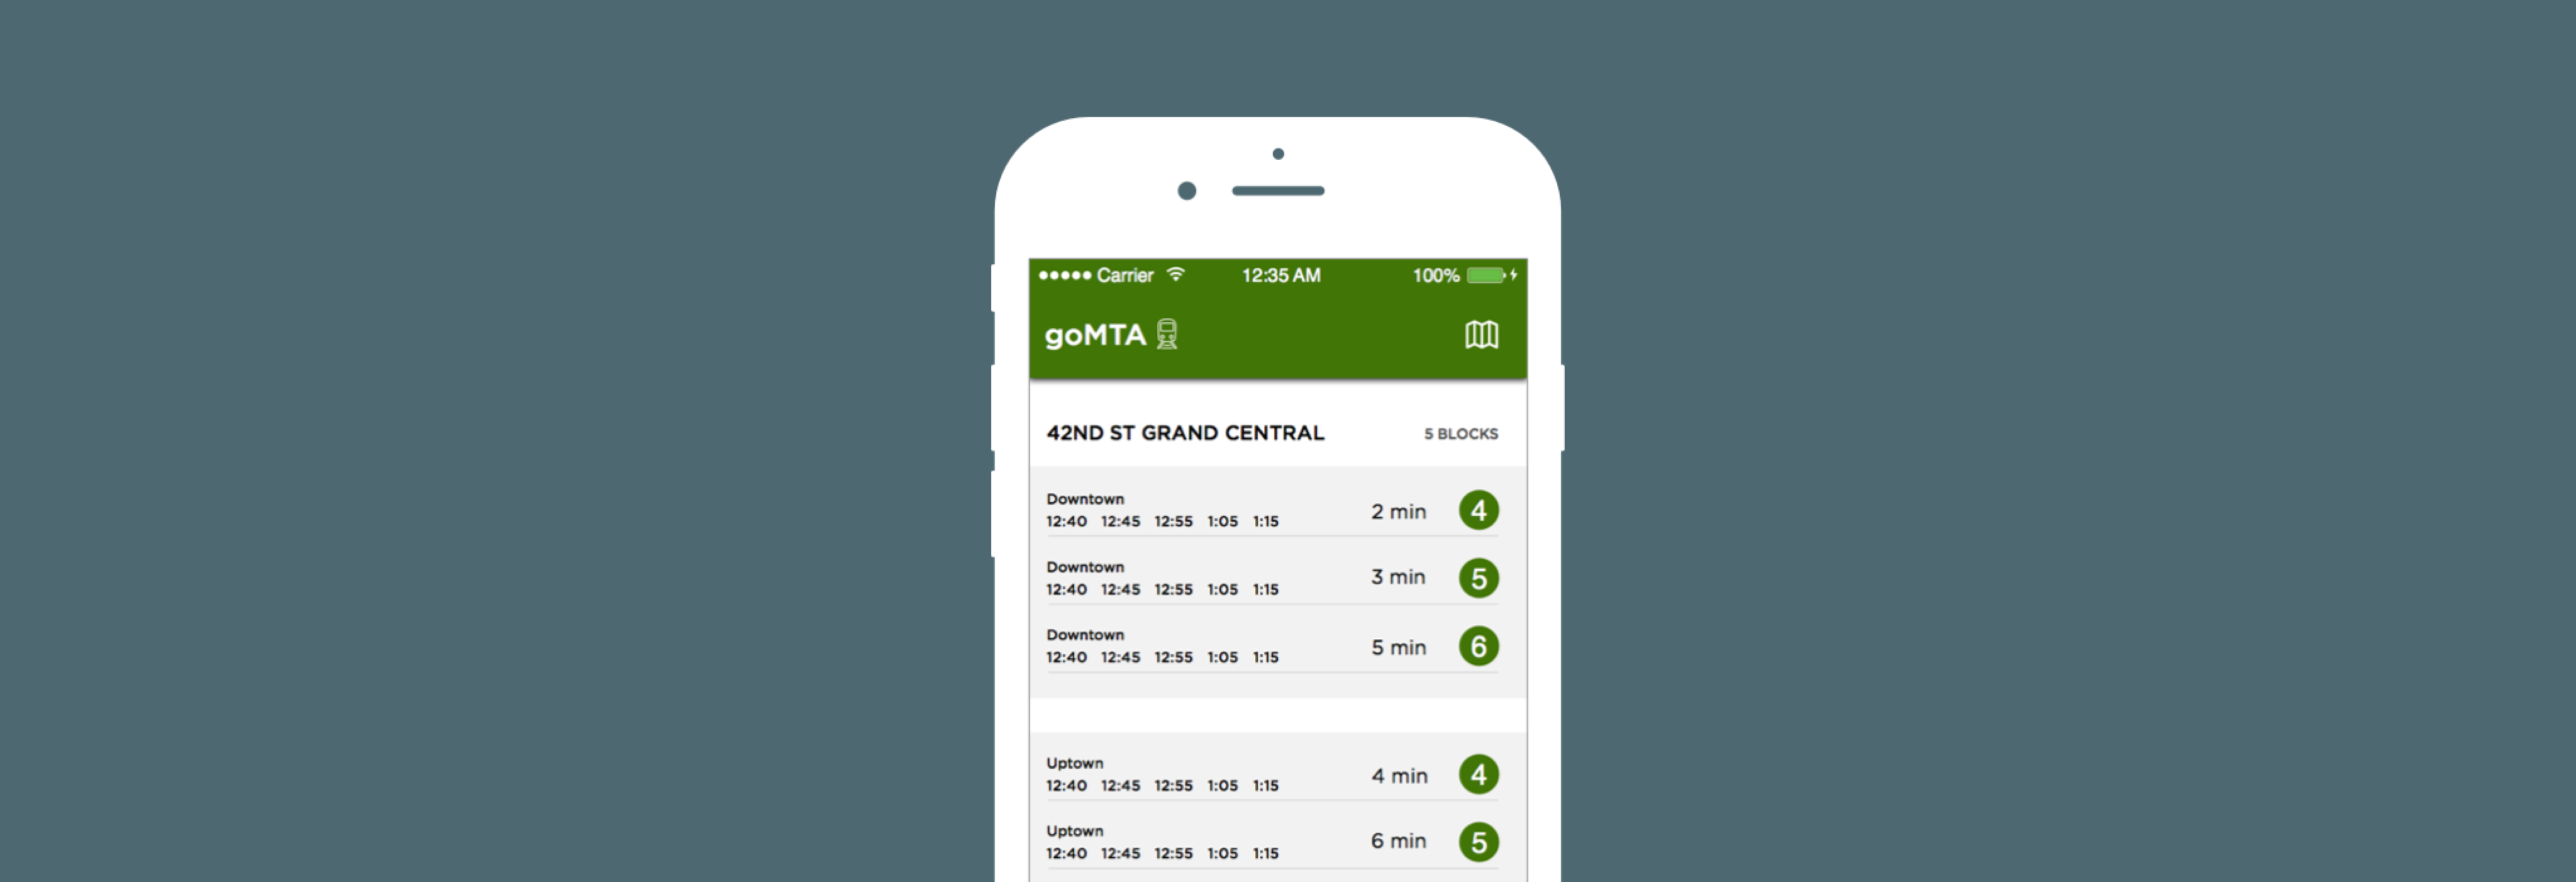 Carrier 12:35 AM 100%
goMTA
42ND ST GRAND CENTRAL 5 BLOCKS
Downtown
12:40 12:45 12:55 1:05 1:15 2 min 4
Downtown
12:40 12:45 12:55 1:05 1:15 3 min 5
Downtown
12:40 12:45 12:55 1:05 1:15 5 min 6
Uptown
12:40 12:45 12:55 1:05 1:15 4 min 4
Uptown
12:40 12:45 12:55 1:05 1:15 6 min 5